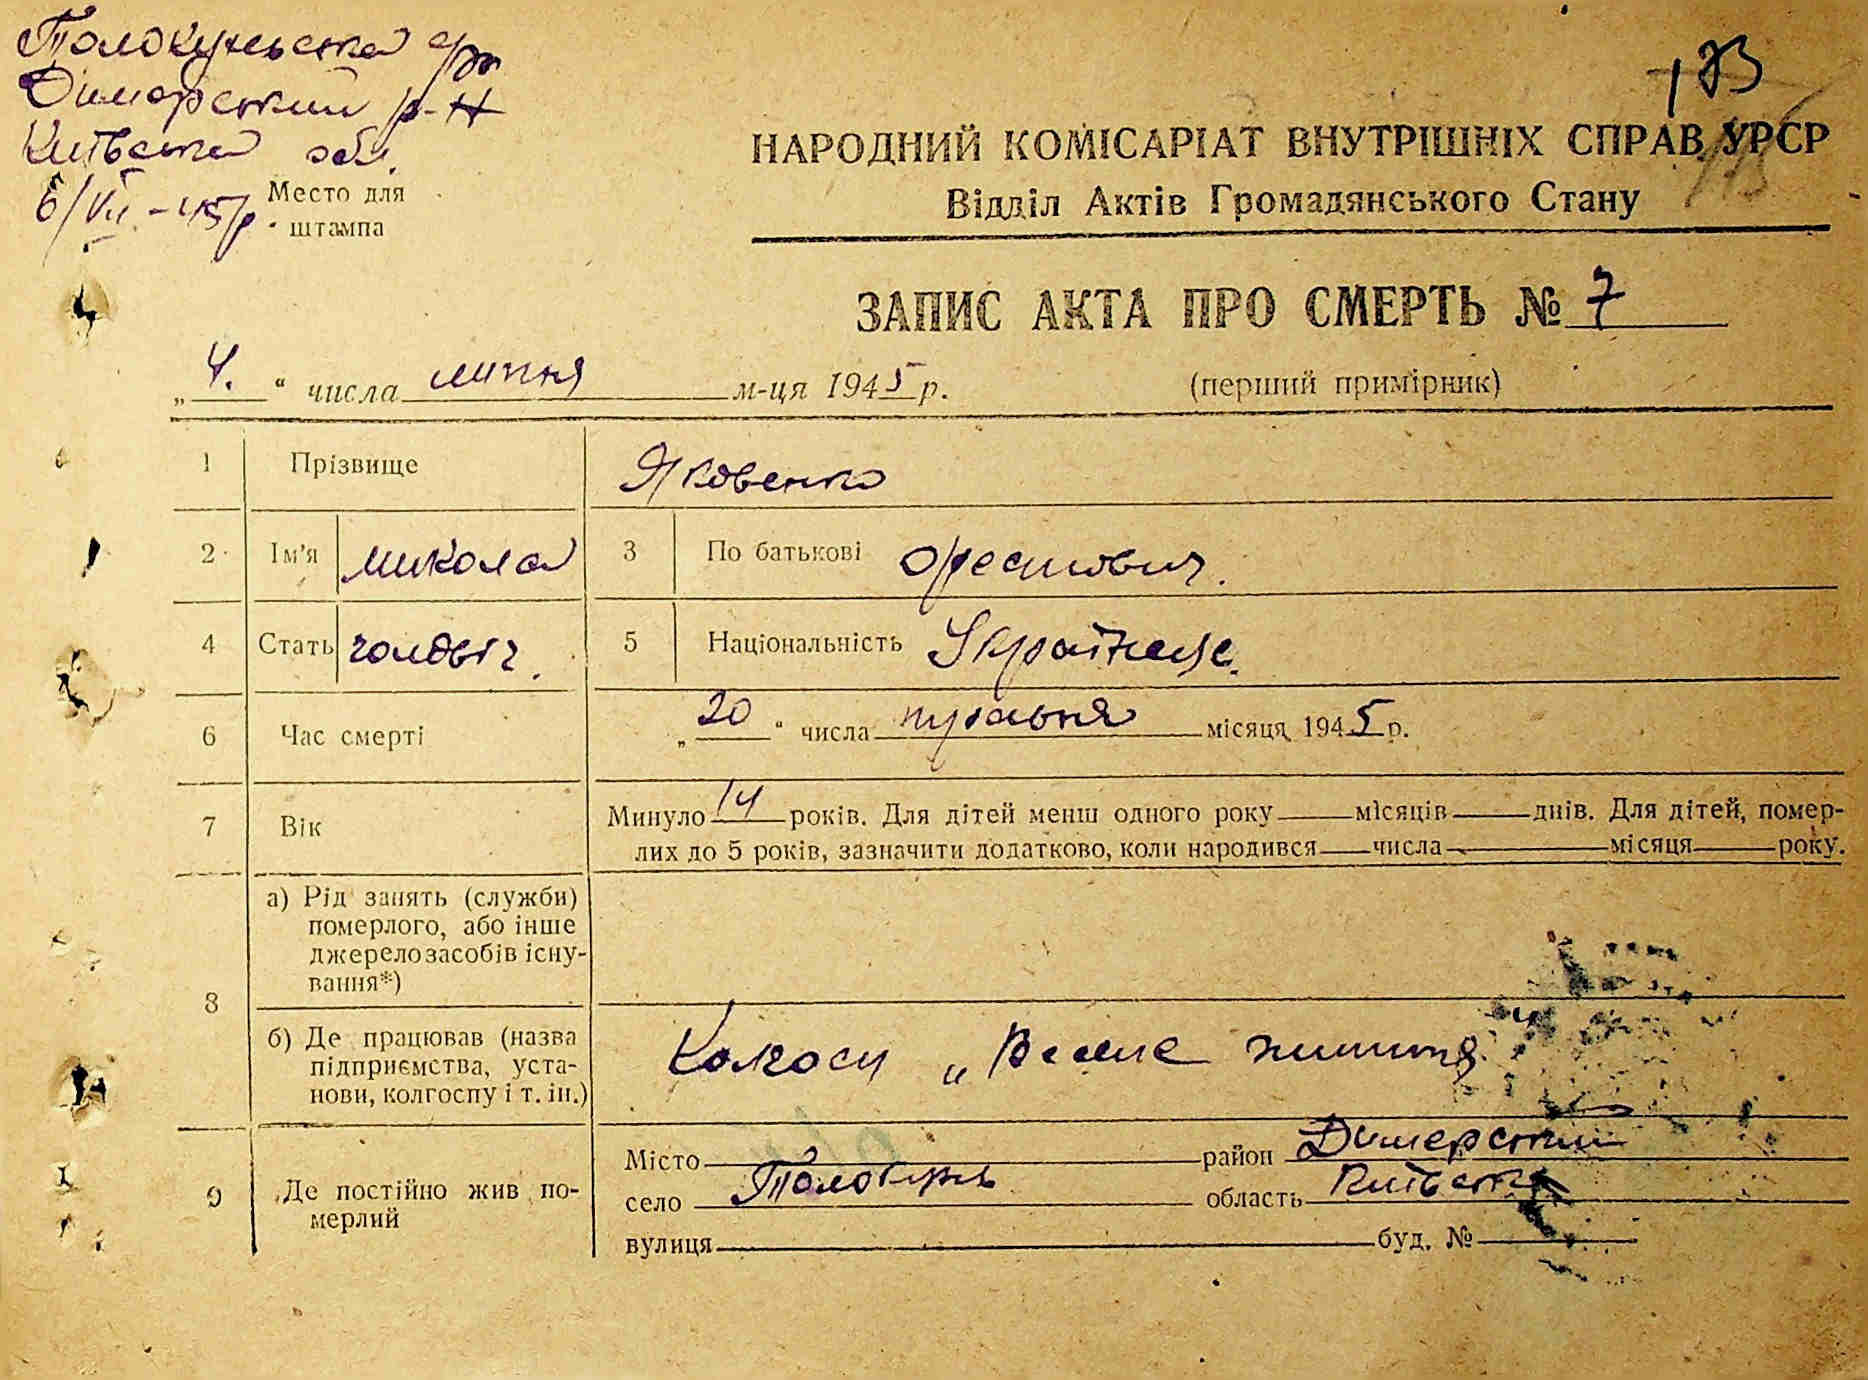 Толокунська с/р
Димерський р-н
Київська обл.
6/VII-45р.
Место для
штампа
173
НАРОДНИЙ КОМІСАРІАТ ВНУТРІШНІХ СПРАВ УРСР
Відділ Актів Громадянського Стану
ЗАПИС АКТА ПРО СМЕРТЬ № 7
„4." числа липня м-ця 1945 р. (перший примірник)
1 Прізвище Яковенко
2 Ім'я микола 3 По батькові Орестович.
4 Стать чоловіч. 5 Національність Українець.
6 Час смерті „20" числа травня місяця 1945 р.
7 Вік Минуло 14 років. Для дітей менш одного року місяців днів. Для дітей, помер-
лих до 5 років, зазначити додатково, коли народився числа місяця року.
8 а) Рід занять (служби)
померлого, або інше
джерело засобів існу-
вання*)
б) Де працював (назва
підприємства, уста-
нови, колгоспу і т. ін.)
Колгосп „Веселе життя
9 Де постійно жив по-
мерлий
Місто район Димерський
село Толокунь область Київська
вулиця буд. №